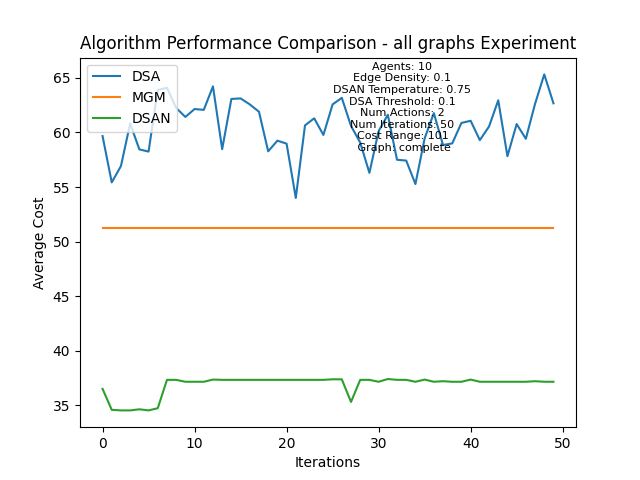 Algorithm Performance Comparison - all graphs Experiment
DSA
MGM
DSAN
Agents: 10
Edge Density: 0.1
DSAN Temperature: 0.75
DSA Threshold: 0.1
Num Actions: 2
Num Iterations: 50
Cost Range: 101
Graph: complete
Average Cost
65
60
55
50
45
40
35
0 10 20 30 40 50
Iterations